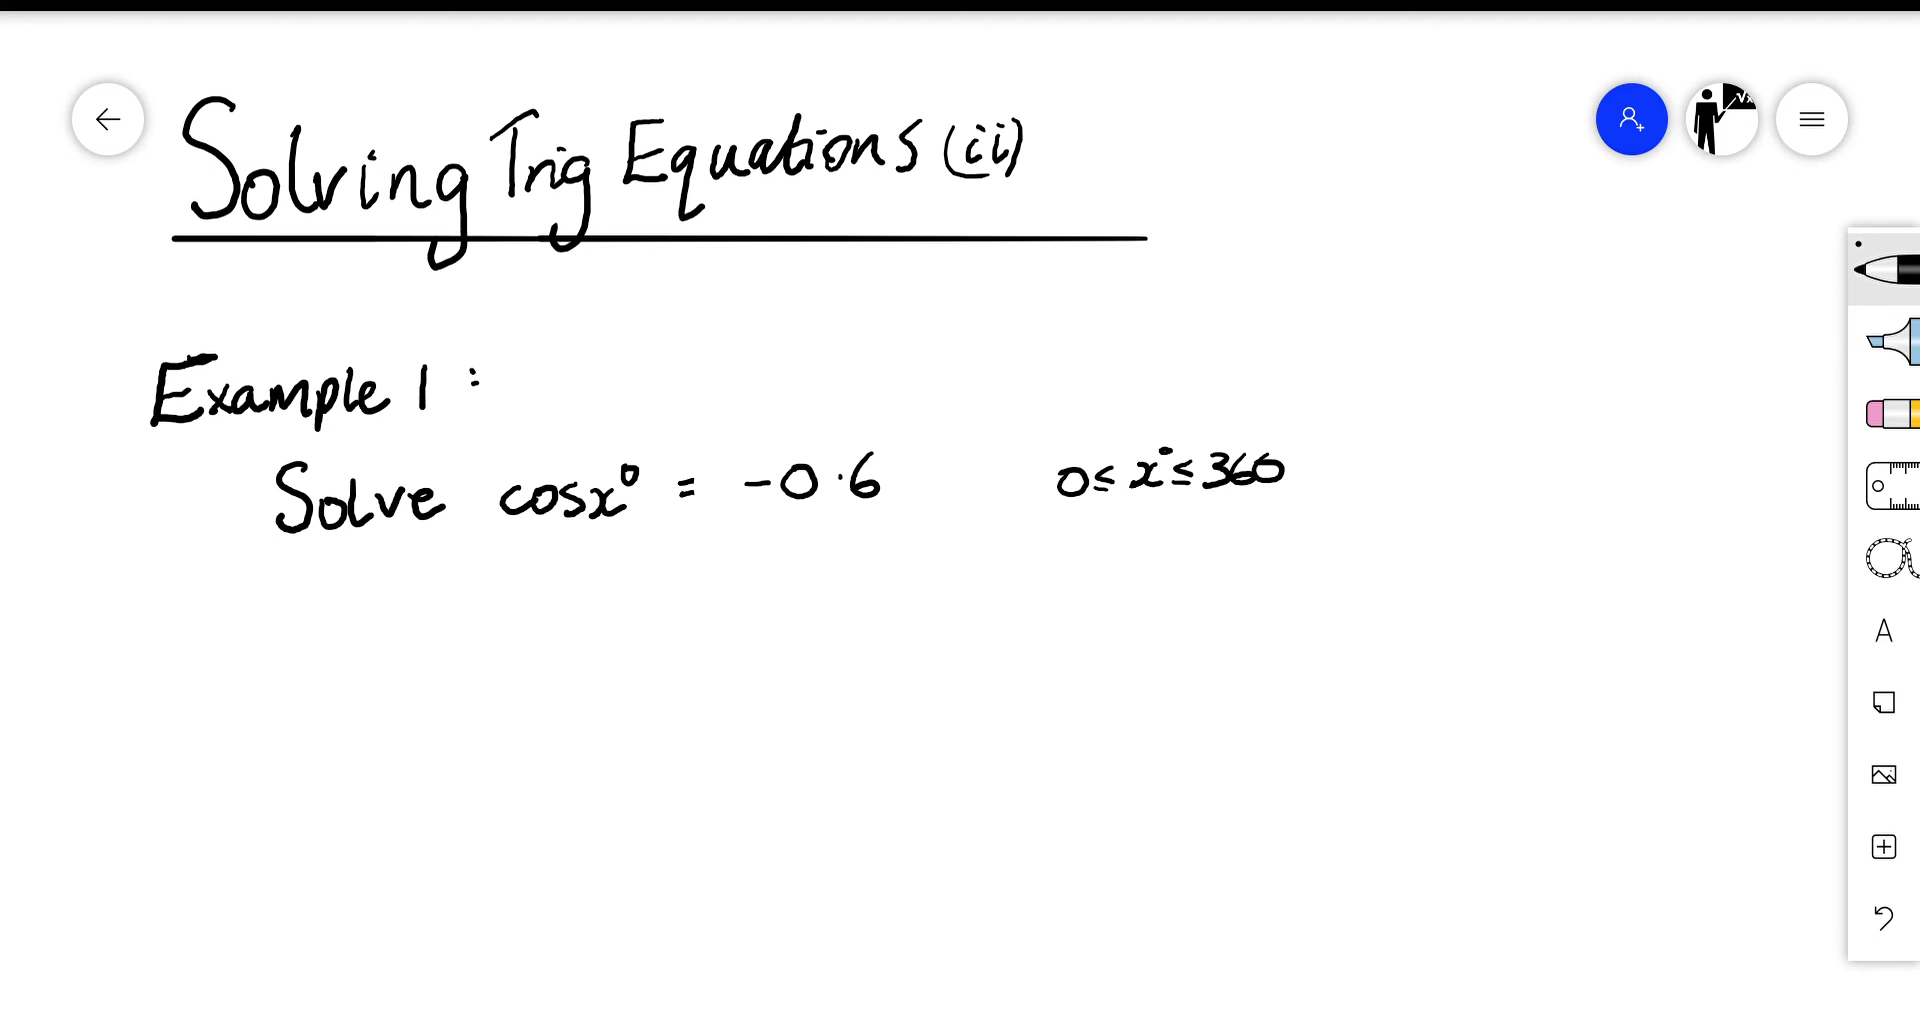 Solving Trig Equations (ii)
√x
Example 1 :
Solve cosx° = -0.6 0≤ x° ≤ 360
A